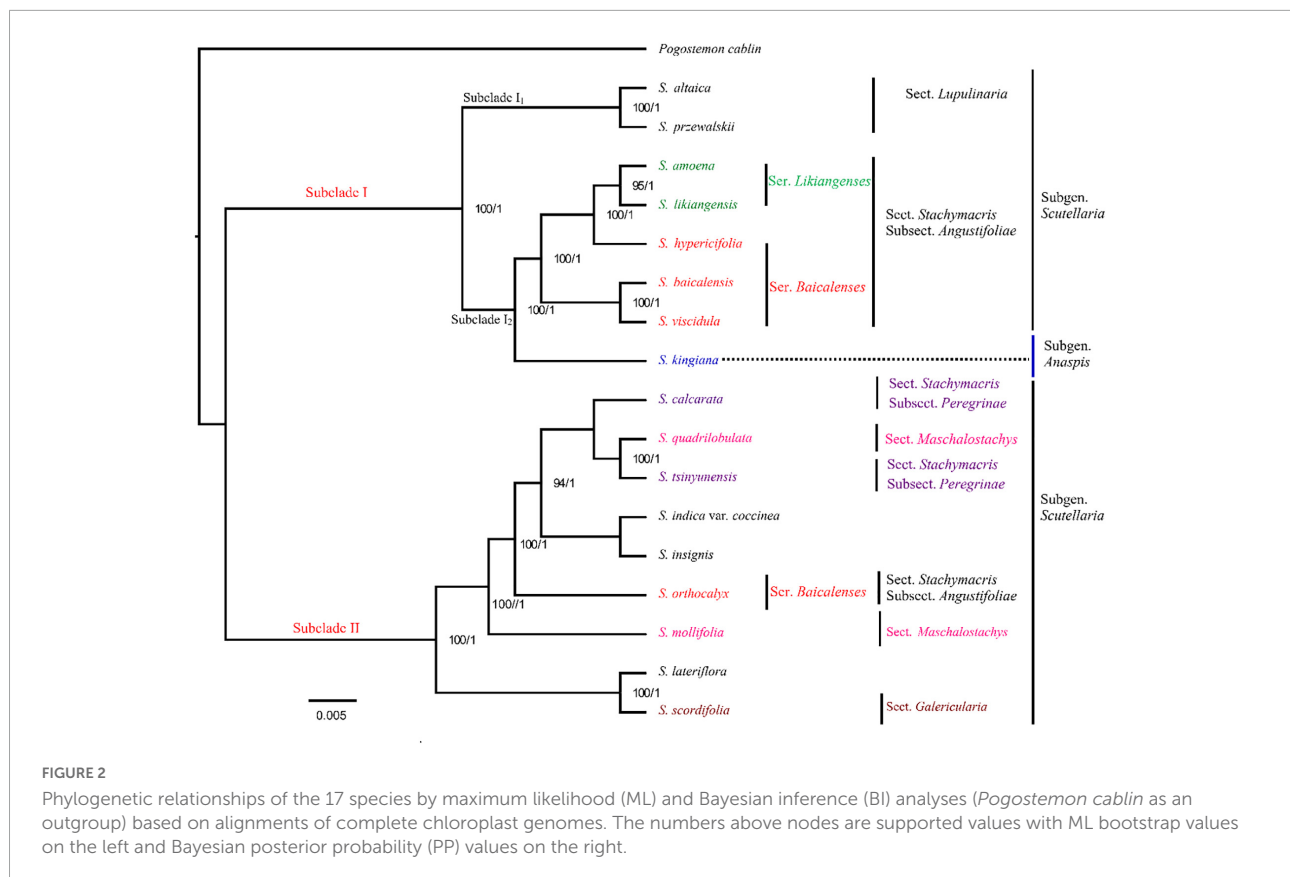 Pogostemon cablin
S. altaica
Subclade I₁
100/1
Sect. Lupulinaria
S. przewalskii
S. amoena
95/1
Ser. Likiangenses
S. likiangensis
Subclade I
100/1
100/1
Sect. Stachymacris
Subsect. Angustifoliae
Subgen.
Scutellaria
S. hypericifolia
100/1
S. baicalensis
Ser. Baicalenses
100/1
100/1
Subclade I₂
S. viscidula
S. kingiana
Subgen.
Anaspis
S. calcarata
Sect. Stachymacris
Subsect. Peregrinae
S. quadrilobulata
Sect. Maschalostachys
100/1
S. tsinyunensis
Sect. Stachymacris
Subsect. Peregrinae
94/1
S. indica var. coccinea
Subgen.
Scutellaria
100/1
S. insignis
S. orthocalyx
Ser. Baicalenses
Sect. Stachymacris
Subsect. Angustifoliae
100//1
Subclade II
100/1
S. mollifolia
Sect. Maschalostachys
S. lateriflora
100/1
S. scordifolia
Sect. Galericularia
0.005
FIGURE 2
Phylogenetic relationships of the 17 species by maximum likelihood (ML) and Bayesian inference (BI) analyses (Pogostemon cablin as an
outgroup) based on alignments of complete chloroplast genomes. The numbers above nodes are supported values with ML bootstrap values
on the left and Bayesian posterior probability (PP) values on the right.